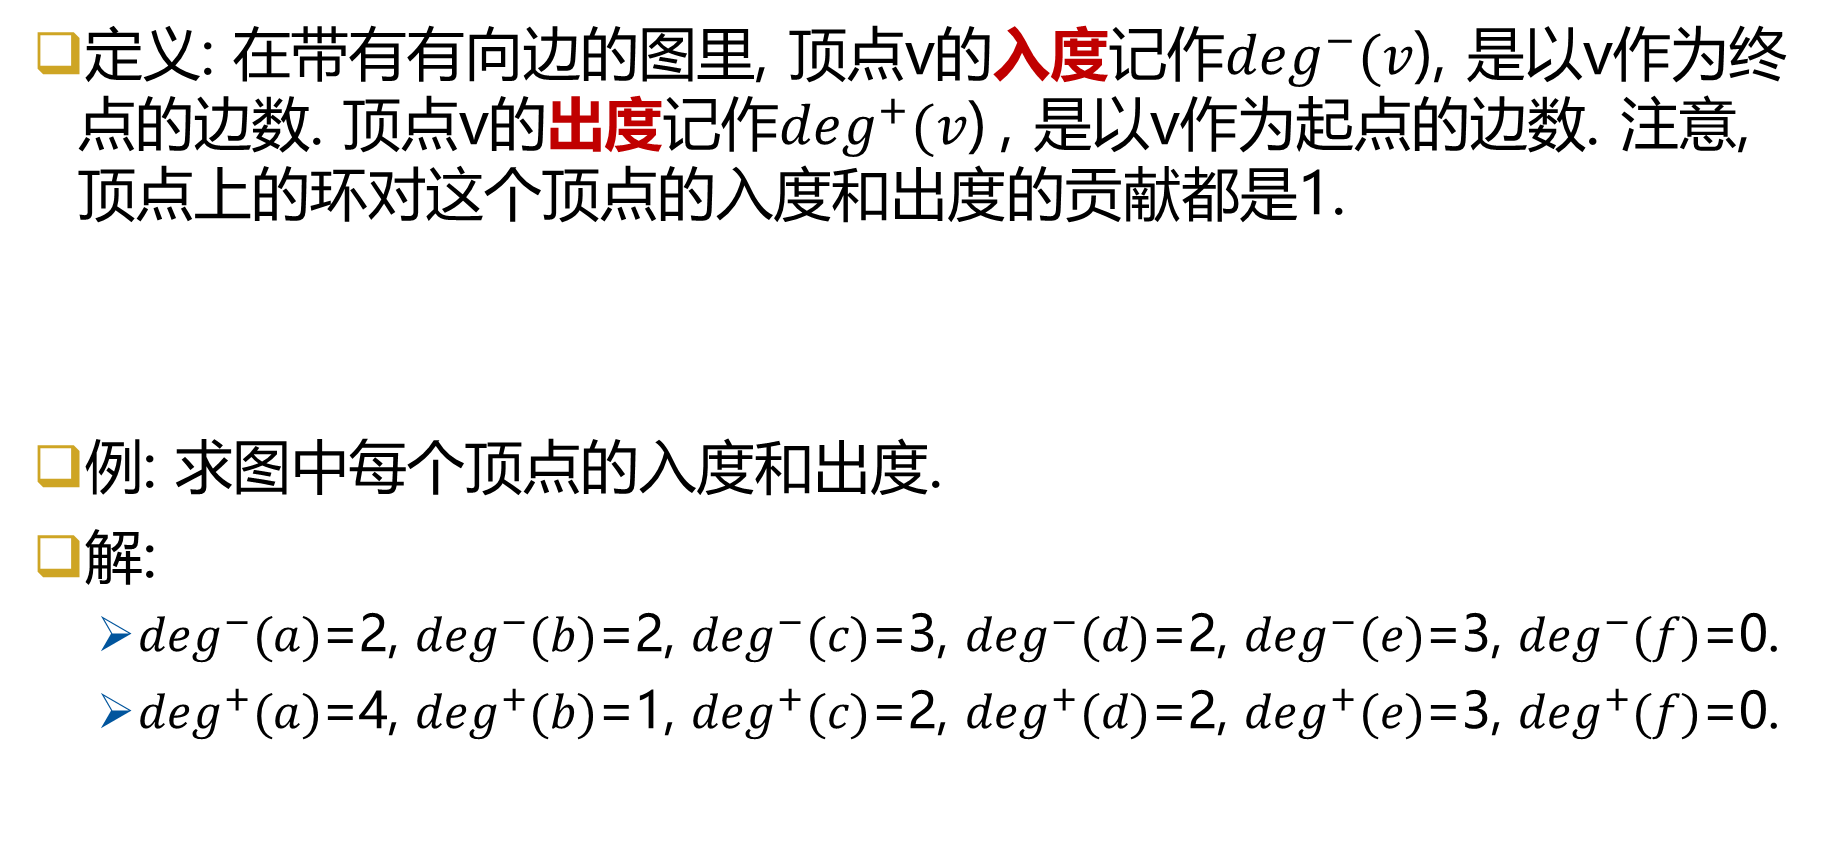 ❑定义: 在带有有向边的图里, 顶点v的入度记作deg⁻(v), 是以v作为终
点的边数. 顶点v的出度记作deg⁺(v) , 是以v作为起点的边数. 注意,
顶点上的环对这个顶点的入度和出度的贡献都是1.
❑例: 求图中每个顶点的入度和出度.
❑解:
➢deg⁻(a)=2, deg⁻(b)=2, deg⁻(c)=3, deg⁻(d)=2, deg⁻(e)=3, deg⁻(f)=0.
➢deg⁺(a)=4, deg⁺(b)=1, deg⁺(c)=2, deg⁺(d)=2, deg⁺(e)=3, deg⁺(f)=0.